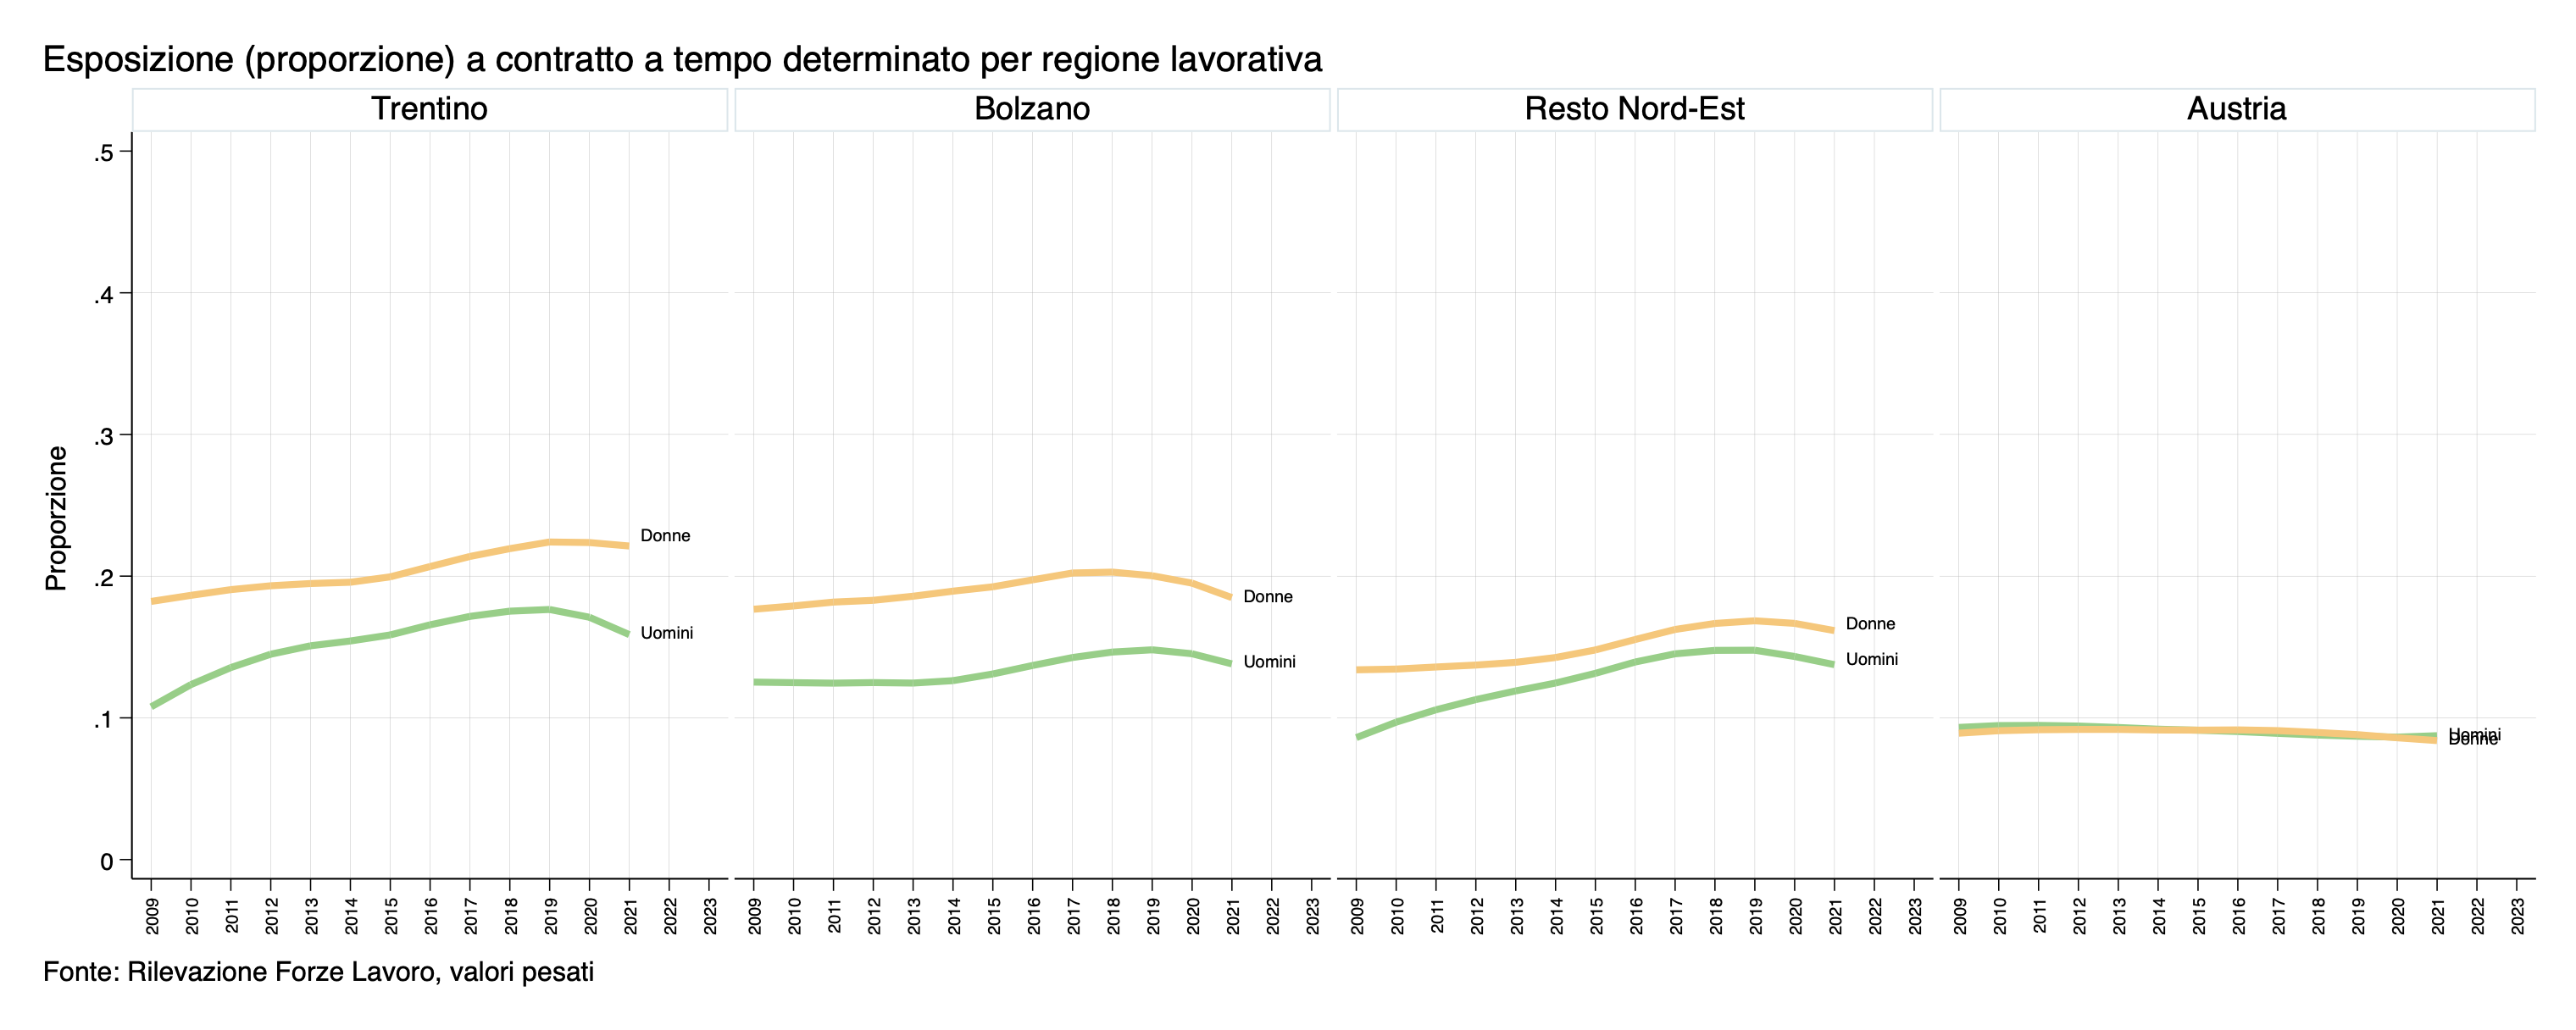 Esposizione (proporzione) a contratto a tempo determinato per regione lavorativa
Trentino Bolzano Resto Nord-Est Austria
Proporzione
.5
.4
.3
.2
.1
0
Donne
Uomini
Donne
Uomini
Donne
Uomini
Uomini
Donne
2009 2010 2011 2012 2013 2014 2015 2016 2017 2018 2019 2020 2021 2022 2023
2009 2010 2011 2012 2013 2014 2015 2016 2017 2018 2019 2020 2021 2022 2023
2009 2010 2011 2012 2013 2014 2015 2016 2017 2018 2019 2020 2021 2022 2023
2009 2010 2011 2012 2013 2014 2015 2016 2017 2018 2019 2020 2021 2022 2023
Fonte: Rilevazione Forze Lavoro, valori pesati